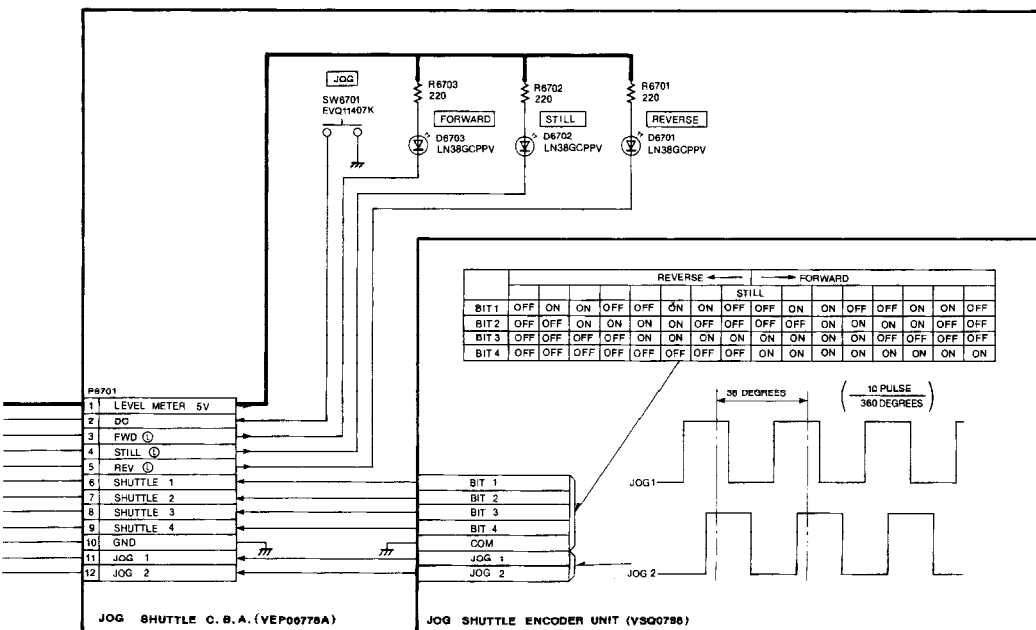 JOG
SW6701
EVQ11407K
R6703
220
FORWARD
D6703
LN38GCPPV
R6702
220
STILL
D6702
LN38GCPPV
R6701
220
REVERSE
D6701
LN38GCPPV
REVERSE ← → FORWARD
STILL
BIT 1 OFF ON ON OFF OFF ON ON OFF OFF ON ON OFF OFF ON ON OFF
BIT 2 OFF OFF ON ON ON ON OFF OFF OFF OFF ON ON ON ON OFF OFF
BIT 3 OFF OFF OFF OFF ON ON ON ON ON ON ON ON OFF OFF OFF OFF
BIT 4 OFF OFF OFF OFF OFF OFF OFF OFF ON ON ON ON ON ON ON ON
P6701
1 LEVEL METER 5V
2 DC
3 FWD Ⓛ
4 STILL Ⓛ
5 REV Ⓛ
6 SHUTTLE 1
7 SHUTTLE 2
8 SHUTTLE 3
9 SHUTTLE 4
10 GND
11 JOG 1
12 JOG 2
BIT 1
BIT 2
BIT 3
BIT 4
COM
JOG 1
JOG 2
36 DEGREES
10 PULSE
360 DEGREES
JOG 1
JOG 2
JOG SHUTTLE C.B.A. (VEP06776A)
JOG SHUTTLE ENCODER UNIT (VSQ0798)